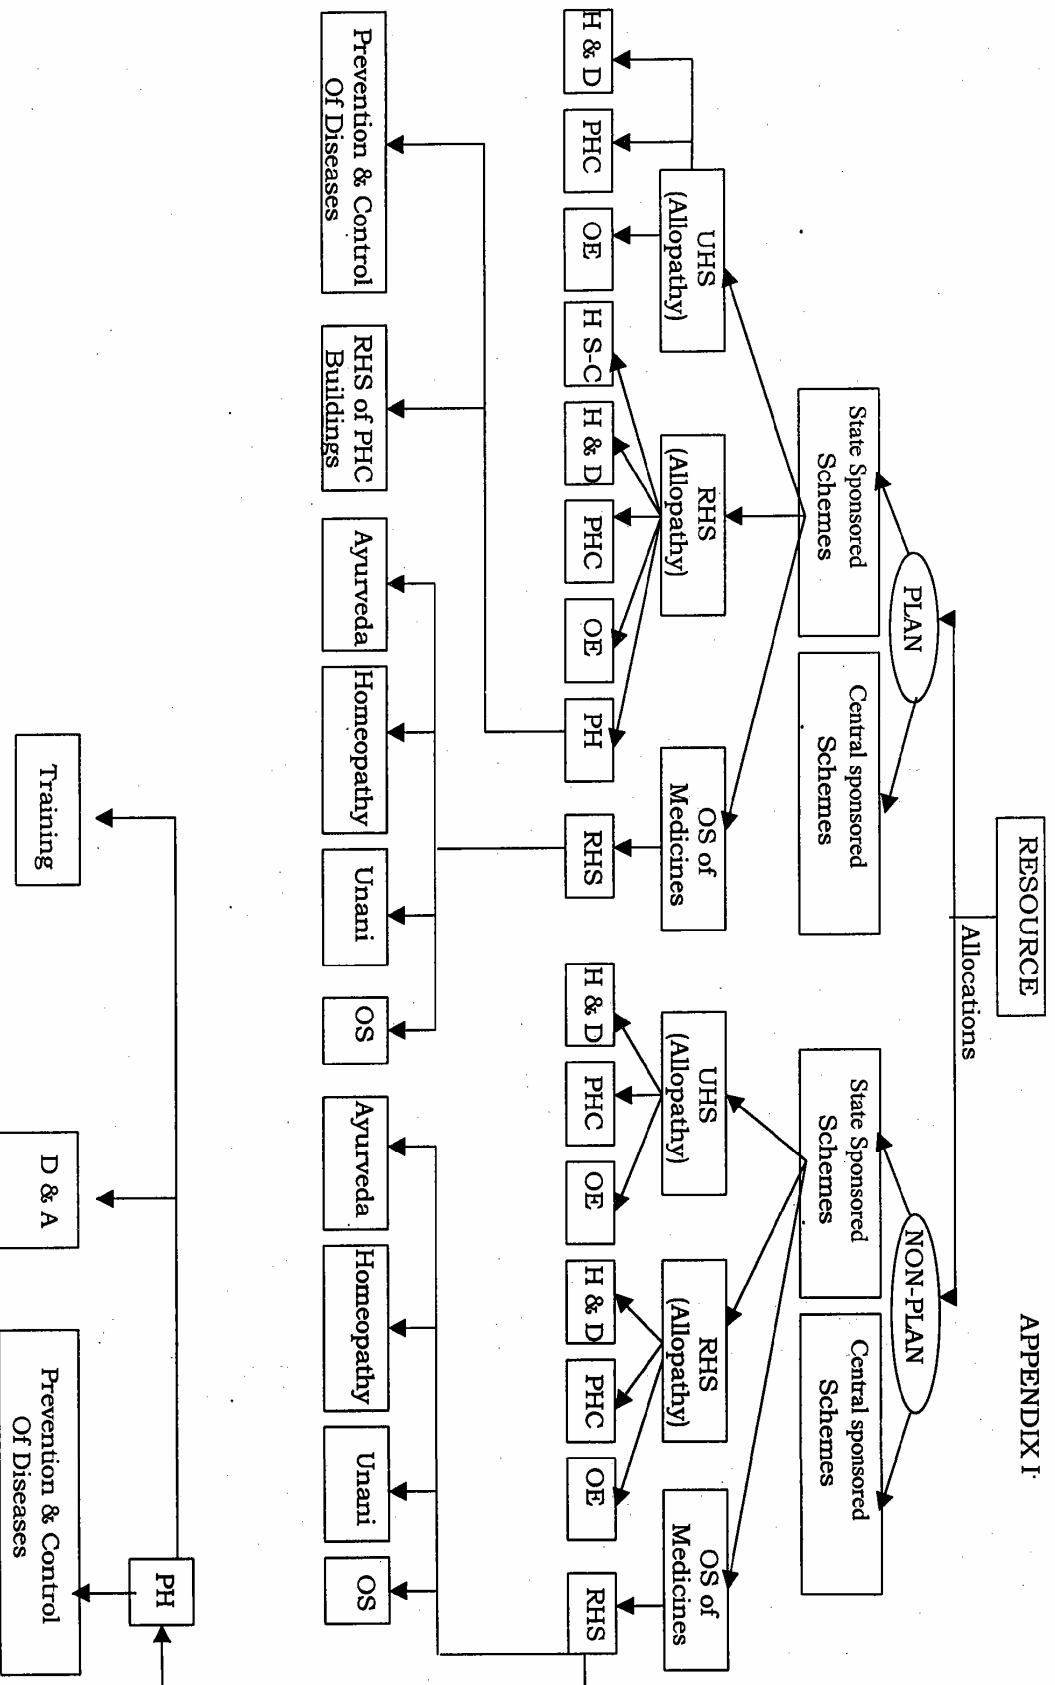 APPENDIX I
RESOURCE
Allocations
PLAN
NON-PLAN
State Sponsored
Schemes
Central sponsored
Schemes
State Sponsored
Schemes
Central sponsored
Schemes
UHS
(Allopathy)
RHS
(Allopathy)
OS of
Medicines
UHS
(Allopathy)
RHS
(Allopathy)
OS of
Medicines
H & D
PHC
OE
H S-C
H & D
PHC
OE
PH
RHS
H & D
PHC
OE
H & D
PHC
OE
RHS
Prevention & Control
Of Diseases
RHS of PHC
Buildings
Ayurveda
Homeopathy
Unani
OS
Ayurveda
Homeopathy
Unani
OS
PH
Training
D & A
Prevention & Control
Of Diseases